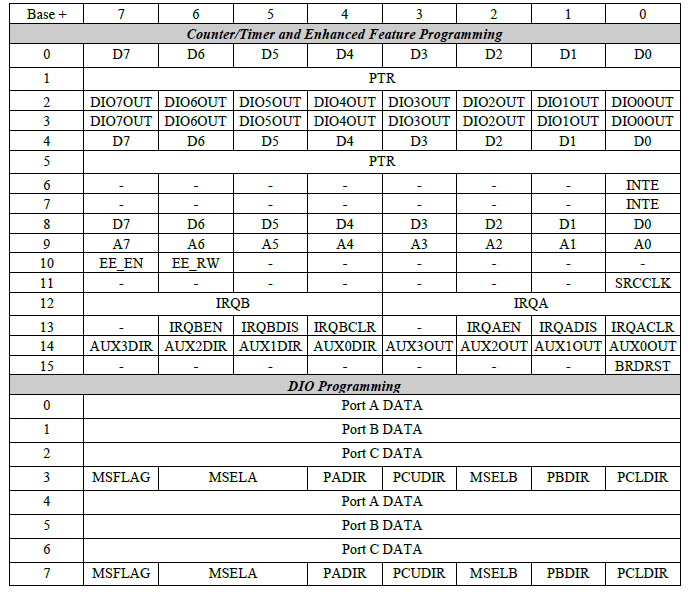 Base + 7 6 5 4 3 2 1 0
Counter/Timer and Enhanced Feature Programming
0 D7 D6 D5 D4 D3 D2 D1 D0
1 PTR
2 DIO7OUT DIO6OUT DIO5OUT DIO4OUT DIO3OUT DIO2OUT DIO1OUT DIO0OUT
3 DIO7OUT DIO6OUT DIO5OUT DIO4OUT DIO3OUT DIO2OUT DIO1OUT DIO0OUT
4 D7 D6 D5 D4 D3 D2 D1 D0
5 PTR
6 - - - - - - - INTE
7 - - - - - - - INTE
8 D7 D6 D5 D4 D3 D2 D1 D0
9 A7 A6 A5 A4 A3 A2 A1 A0
10 EE_EN EE_RW - - - - - -
11 - - - - - - - SRCCLK
12 IRQB IRQA
13 - IRQBEN IRQBDIS IRQBCLR - IRQAEN IRQADIS IRQACLR
14 AUX3DIR AUX2DIR AUX1DIR AUX0DIR AUX3OUT AUX2OUT AUX1OUT AUX0OUT
15 - - - - - - - BRDRST
DIO Programming
0 Port A DATA
1 Port B DATA
2 Port C DATA
3 MSFLAG MSELA PADIR PCUDIR MSELB PBDIR PCLDIR
4 Port A DATA
5 Port B DATA
6 Port C DATA
7 MSFLAG MSELA PADIR PCUDIR MSELB PBDIR PCLDIR